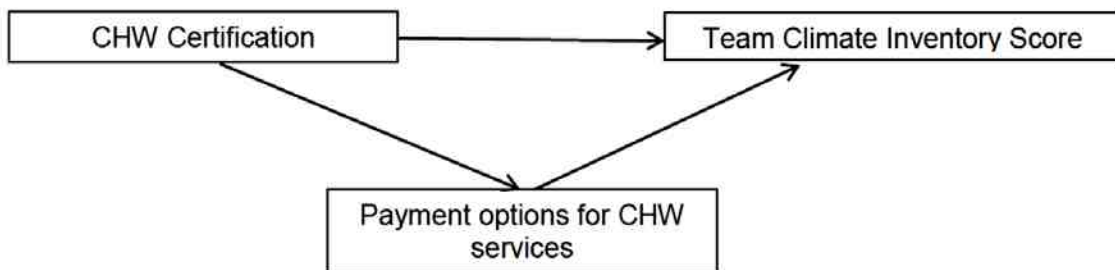 CHW Certification
Team Climate Inventory Score
Payment options for CHW
services